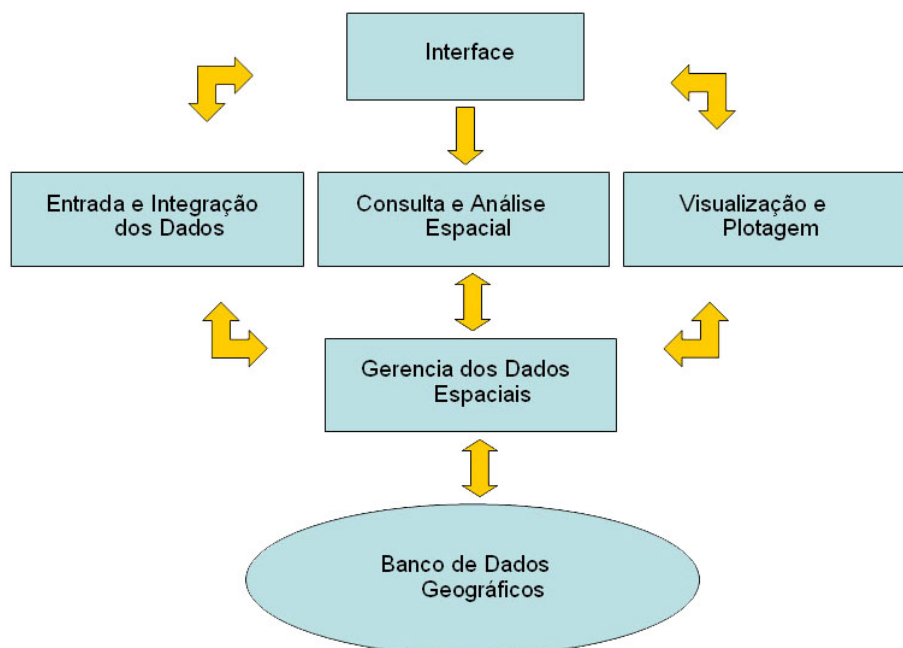 Interface
Entrada e Integração
dos Dados
Consulta e Análise
Espacial
Visualização e
Plotagem
Gerencia dos Dados
Espaciais
Banco de Dados
Geográficos